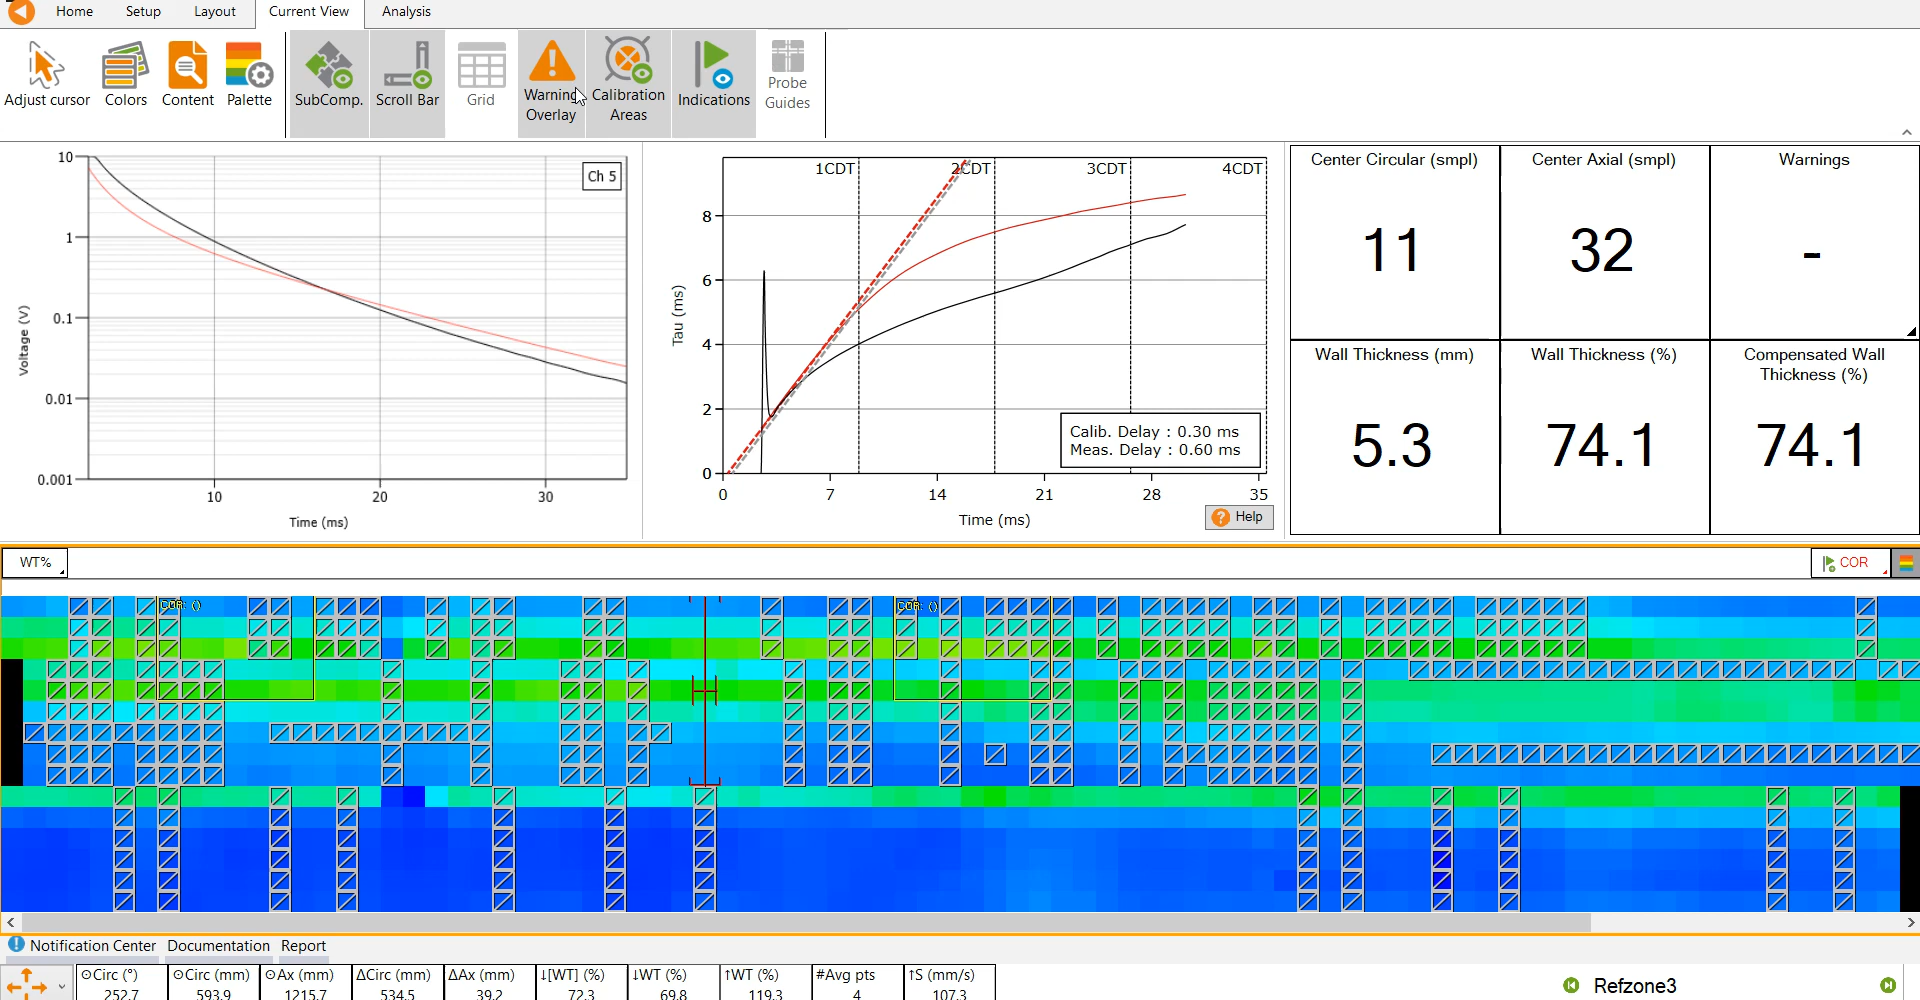 Home Setup Layout Current View Analysis
Adjust cursor Colors Content Palette SubComp. Scroll Bar Grid Warning Overlay Calibration Areas Indications Probe Guides
10
1
0.1
0.01
0.001
Voltage (V)
10 20 30
Time (ms)
Ch 5
1CDT 2CDT 3CDT 4CDT
8
6
4
2
0
Tau (ms)
Calib. Delay : 0.30 ms
Meas. Delay : 0.60 ms
0 7 14 21 28 35
Time (ms)
Help
Center Circular (smpl) Center Axial (smpl) Warnings
11 32 -
Wall Thickness (mm) Wall Thickness (%) Compensated Wall Thickness (%)
5.3 74.1 74.1
WT% COR
COR: () COR: ()
Notification Center Documentation Report
Circ (°) Circ (mm) Ax (mm) ΔCirc (mm) ΔAx (mm) ↓[WT] (%) ↓WT (%) ↑WT (%) #Avg pts ↑S (mm/s)
252.7 593.9 1215.7 534.5 39.2 72.3 69.8 119.3 4 107.3
Refzone3